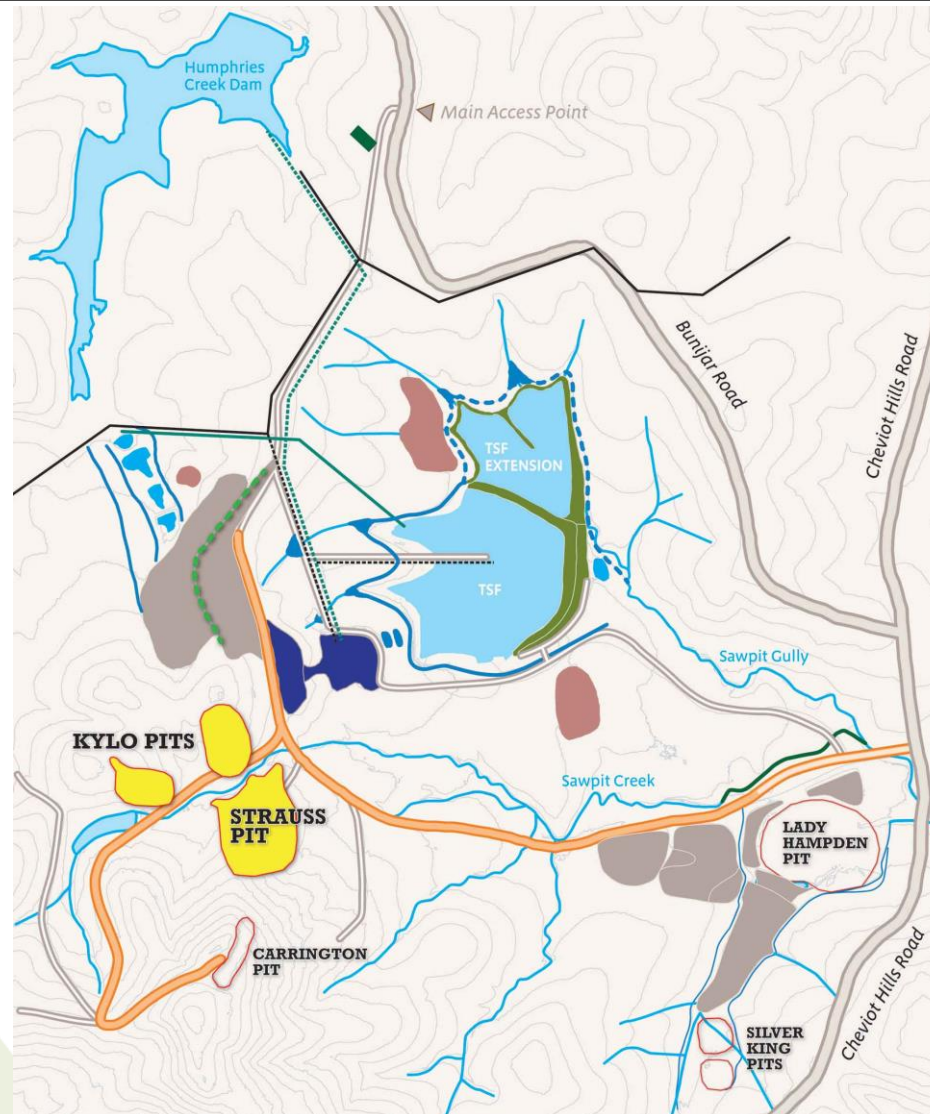 Humphries
Creek Dam
Main Access Point
Bunijar Road
Cheviot Hills Road
TSF
EXTENSION
TSF
Sawpit Gully
KYLO PITS
Sawpit Creek
STRAUSS
PIT
LADY
HAMPDEN
PIT
CARRINGTON
PIT
Cheviot Hills Road
SILVER
KING
PITS